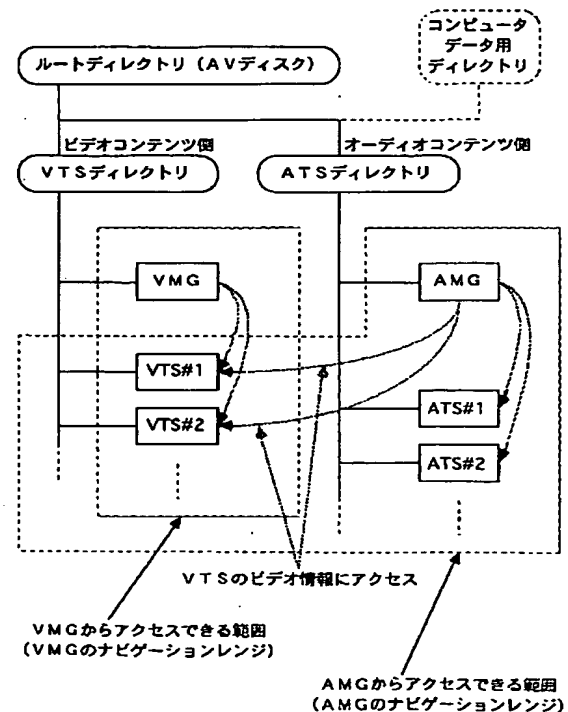 コンピュータ
データ用
ディレクトリ
ルートディレクトリ（AVディスク）
ビデオコンテンツ側
オーディオコンテンツ側
VTSディレクトリ
ATSディレクトリ
VMG
AMG
VTS#1
VTS#2
ATS#1
ATS#2
VTSのビデオ情報にアクセス
VMGからアクセスできる範囲
（VMGのナビゲーションレンジ）
AMGからアクセスできる範囲
（AMGのナビゲーションレンジ）